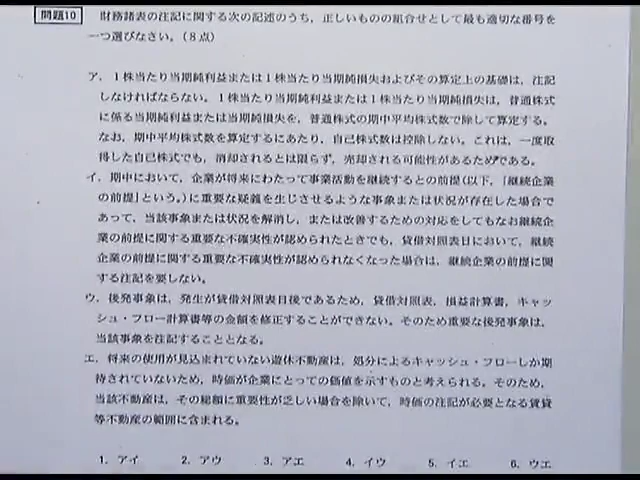 問題10 財務諸表の注記に関する次の記述のうち，正しいものの組合せとして最も適切な番号を
一つ選びなさい。（８点）
ア．１株当たり当期純利益または１株当たり当期純損失およびその算定上の基礎は，注記
しなければならない。１株当たり当期純利益または１株当たり当期純損失は，普通株式
に係る当期純利益または当期純損失を，普通株式の期中平均株式数で除して算定する。
なお，期中平均株式数を算定するにあたり，自己株式数は控除しない。これは，一度取
得した自己株式でも，消却されるとは限らず，売却される可能性があるためである。
イ．期中において，企業が将来にわたって事業活動を継続するとの前提（以下，「継続企業
の前提」という。）に重要な疑義を生じさせるような事象または状況が存在した場合で
あって，当該事象または状況を解消し，または改善するための対応をしてもなお継続企
業の前提に関する重要な不確実性が認められたときでも，貸借対照表日において，継続
企業の前提に関する重要な不確実性が認められなくなった場合は，継続企業の前提に関
する注記を要しない。
ウ．後発事象は，発生が貸借対照表日後であるため，貸借対照表，損益計算書，キャッ
シュ・フロー計算書等の金額を修正することができない。そのため重要な後発事象は，
当該事象を注記することとなる。
エ．将来の使用が見込まれていない遊休不動産は，処分によるキャッシュ・フローしか期
待されていないため，時価が企業にとっての価値を示すものと考えられる。そのため，
当該不動産は，その総額に重要性が乏しい場合を除いて，時価の注記が必要となる賃貸
等不動産の範囲に含まれる。
1．アイ 2．アウ 3．アエ 4．イウ 5．イエ 6．ウエ